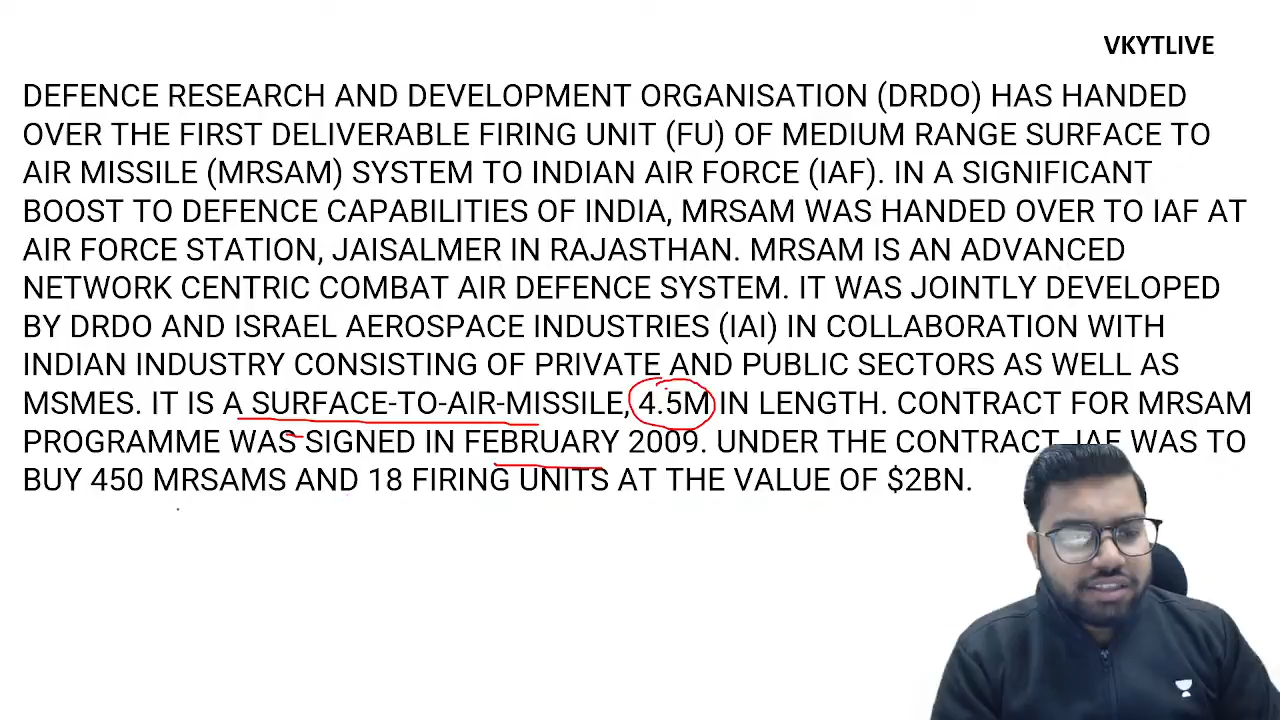 VKYTLIVE
DEFENCE RESEARCH AND DEVELOPMENT ORGANISATION (DRDO) HAS HANDED
OVER THE FIRST DELIVERABLE FIRING UNIT (FU) OF MEDIUM RANGE SURFACE TO
AIR MISSILE (MRSAM) SYSTEM TO INDIAN AIR FORCE (IAF). IN A SIGNIFICANT
BOOST TO DEFENCE CAPABILITIES OF INDIA, MRSAM WAS HANDED OVER TO IAF AT
AIR FORCE STATION, JAISALMER IN RAJASTHAN. MRSAM IS AN ADVANCED
NETWORK CENTRIC COMBAT AIR DEFENCE SYSTEM. IT WAS JOINTLY DEVELOPED
BY DRDO AND ISRAEL AEROSPACE INDUSTRIES (IAI) IN COLLABORATION WITH
INDIAN INDUSTRY CONSISTING OF PRIVATE AND PUBLIC SECTORS AS WELL AS
MSMES. IT IS A SURFACE-TO-AIR-MISSILE, 4.5M IN LENGTH. CONTRACT FOR MRSAM
PROGRAMME WAS SIGNED IN FEBRUARY 2009. UNDER THE CONTRACT IAF WAS TO
BUY 450 MRSAMS AND 18 FIRING UNITS AT THE VALUE OF $2BN.